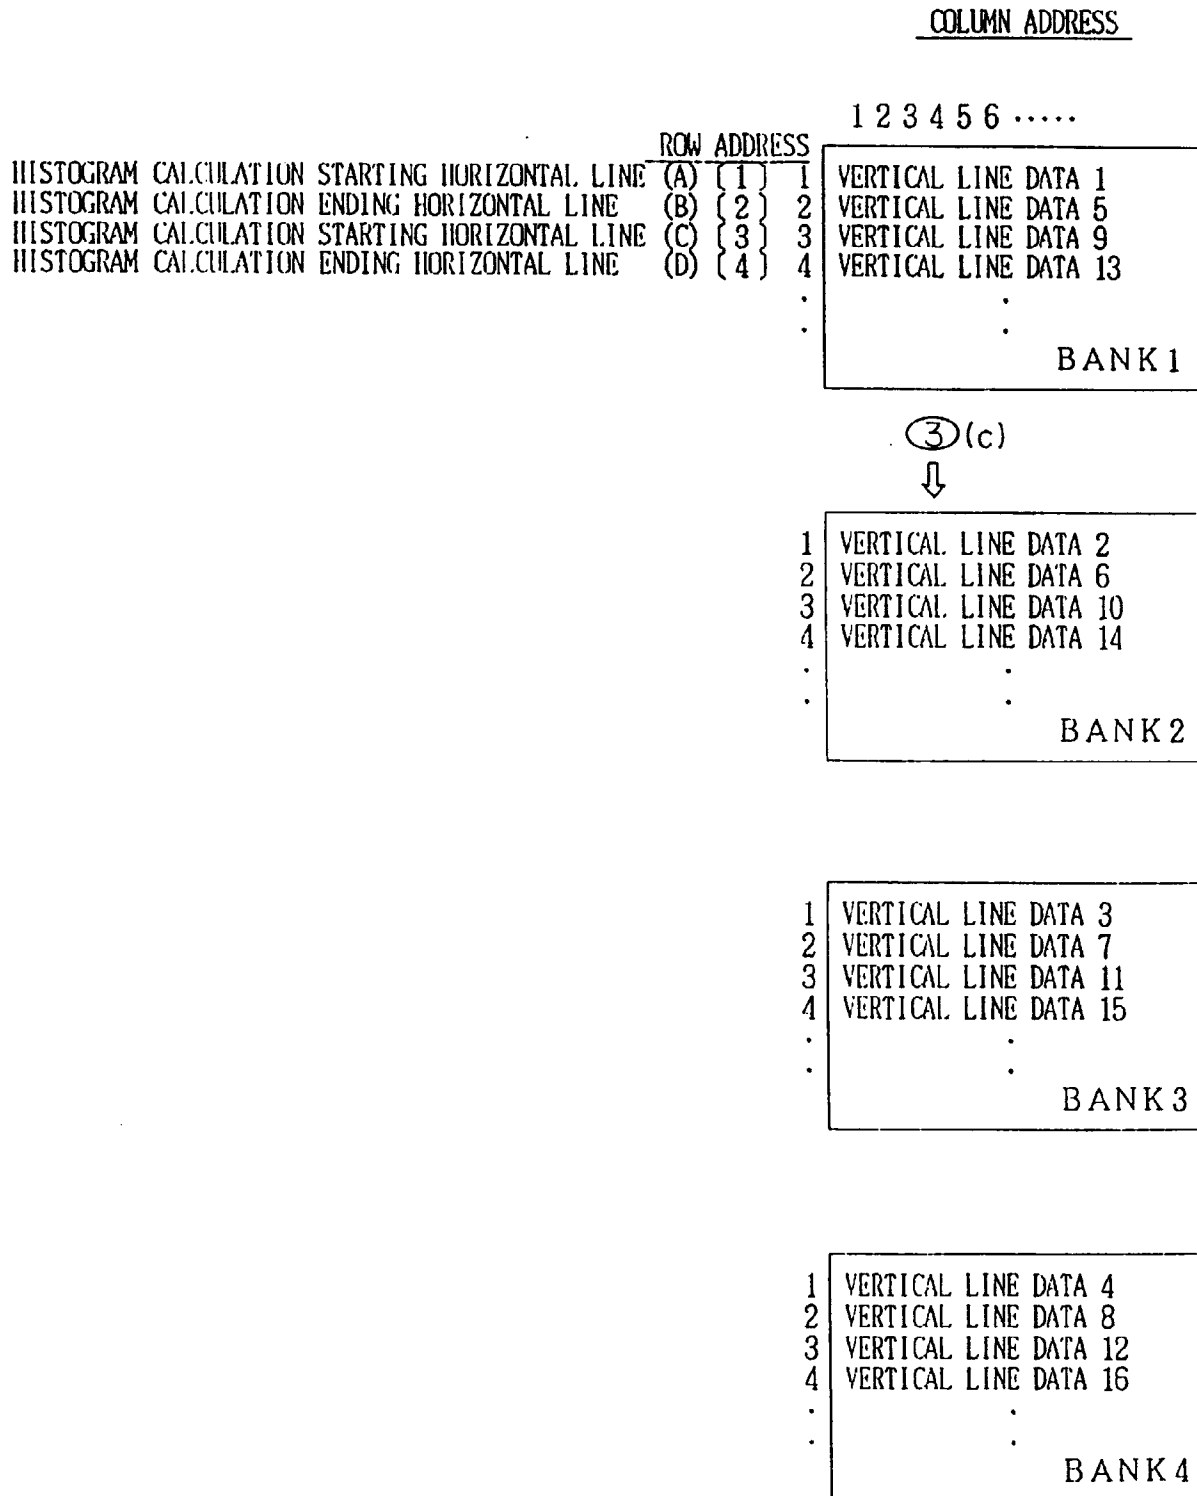 COLUMN ADDRESS
1 2 3 4 5 6 ·····
ROW ADDRESS
HISTOGRAM CALCULATION STARTING HORIZONTAL LINE (A) [1] 1 VERTICAL LINE DATA 1
HISTOGRAM CALCULATION ENDING HORIZONTAL LINE (B) [2] 2 VERTICAL LINE DATA 5
HISTOGRAM CALCULATION STARTING HORIZONTAL LINE (C) [3] 3 VERTICAL LINE DATA 9
HISTOGRAM CALCULATION ENDING HORIZONTAL LINE (D) [4] 4 VERTICAL LINE DATA 13
BANK1
③(c)
⇩
1 VERTICAL LINE DATA 2
2 VERTICAL LINE DATA 6
3 VERTICAL LINE DATA 10
4 VERTICAL LINE DATA 14
BANK2
1 VERTICAL LINE DATA 3
2 VERTICAL LINE DATA 7
3 VERTICAL LINE DATA 11
4 VERTICAL LINE DATA 15
BANK3
1 VERTICAL LINE DATA 4
2 VERTICAL LINE DATA 8
3 VERTICAL LINE DATA 12
4 VERTICAL LINE DATA 16
BANK4